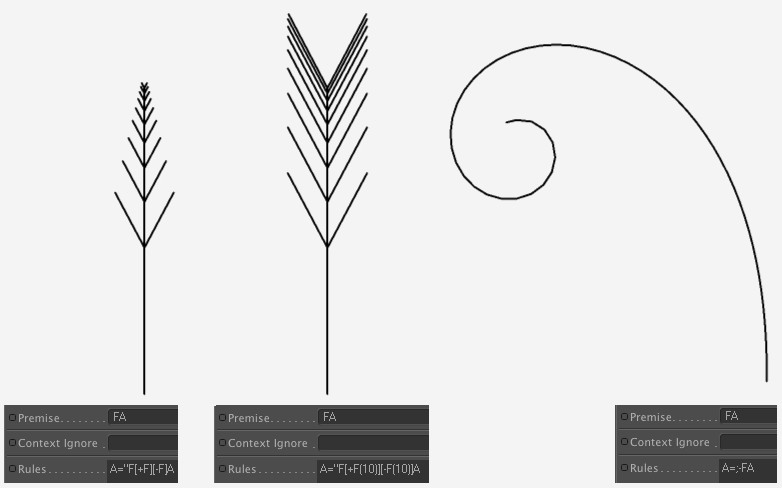 Premise........ FA
Context Ignore .
Rules.......... A="F[+F][-F]A
Premise........ FA
Context Ignore .
Rules.......... A="F[+F(10)][-F(10)]A
Premise........ FA
Context Ignore .
Rules.......... A=;-FA